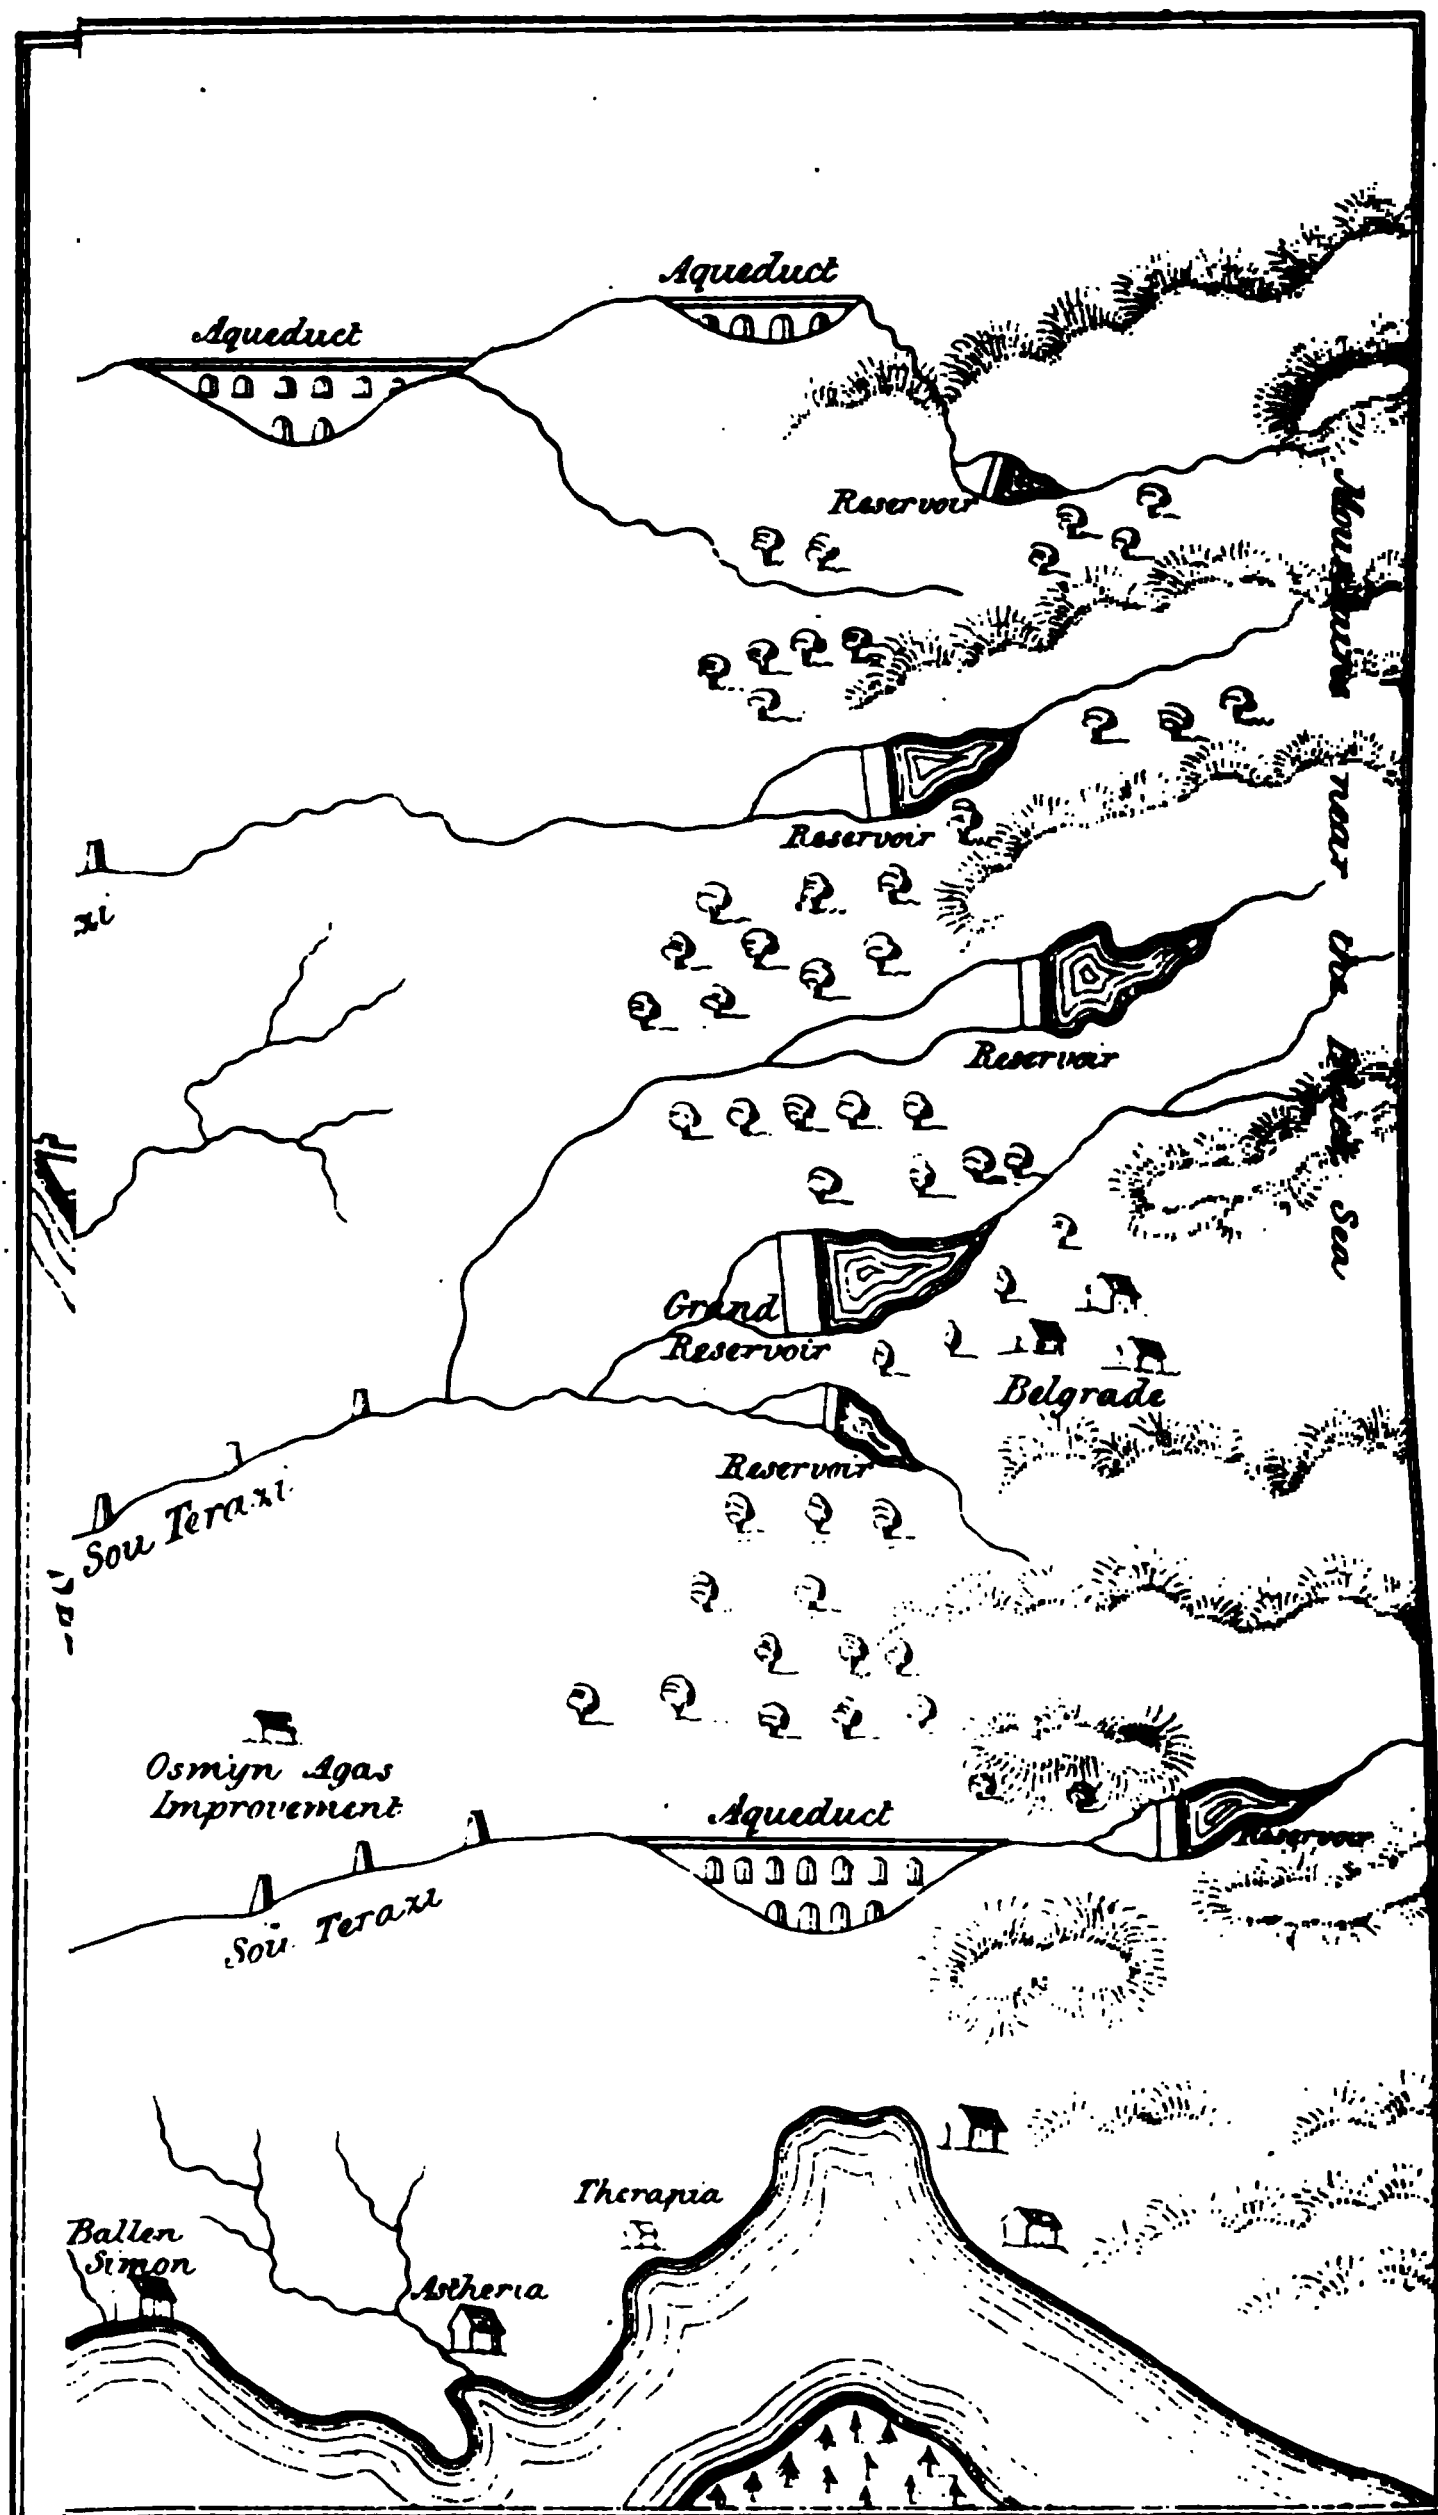 Aqueduct
Aqueduct
Reservoir
Mountains near the Black Sea
Reservoir
xi
Reservoir
Grand
Reservoir
Belgrade
Reservoir
Sou Teraxi
Osmyn Agas
Improvement
Aqueduct
Reservoir
Sou Teraxi
Therapia
Ballen
Simon
Astheria